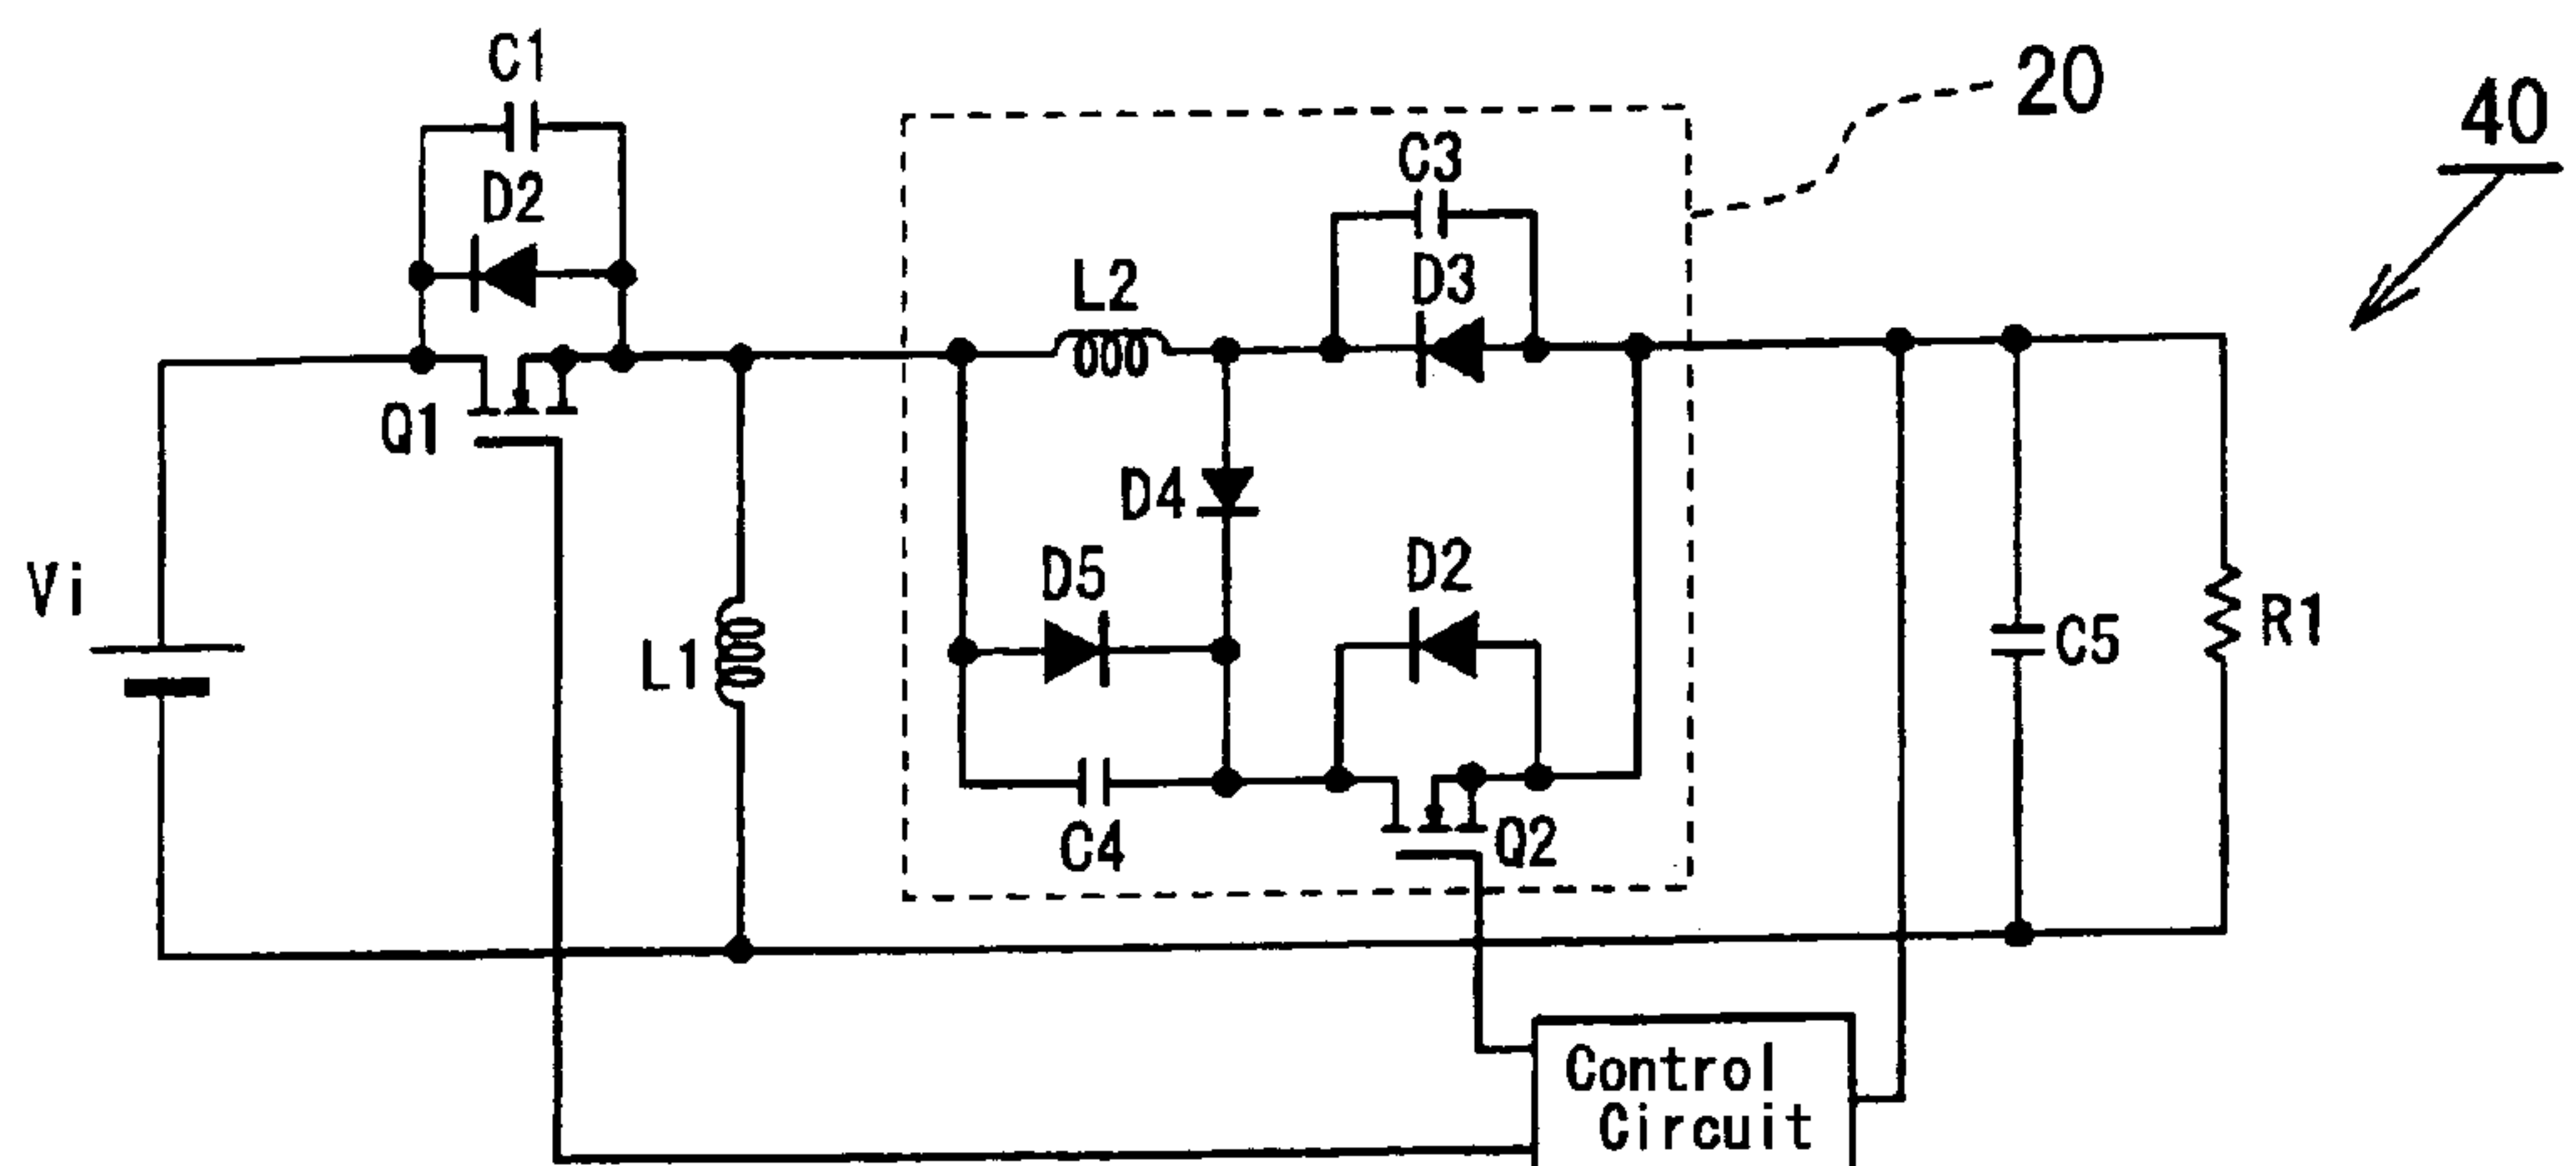 C1
20
40
D2
C3
L2
D3
Q1
D4
D5
D2
Vi
L1
C5
R1
C4
Q2
Control
Circuit